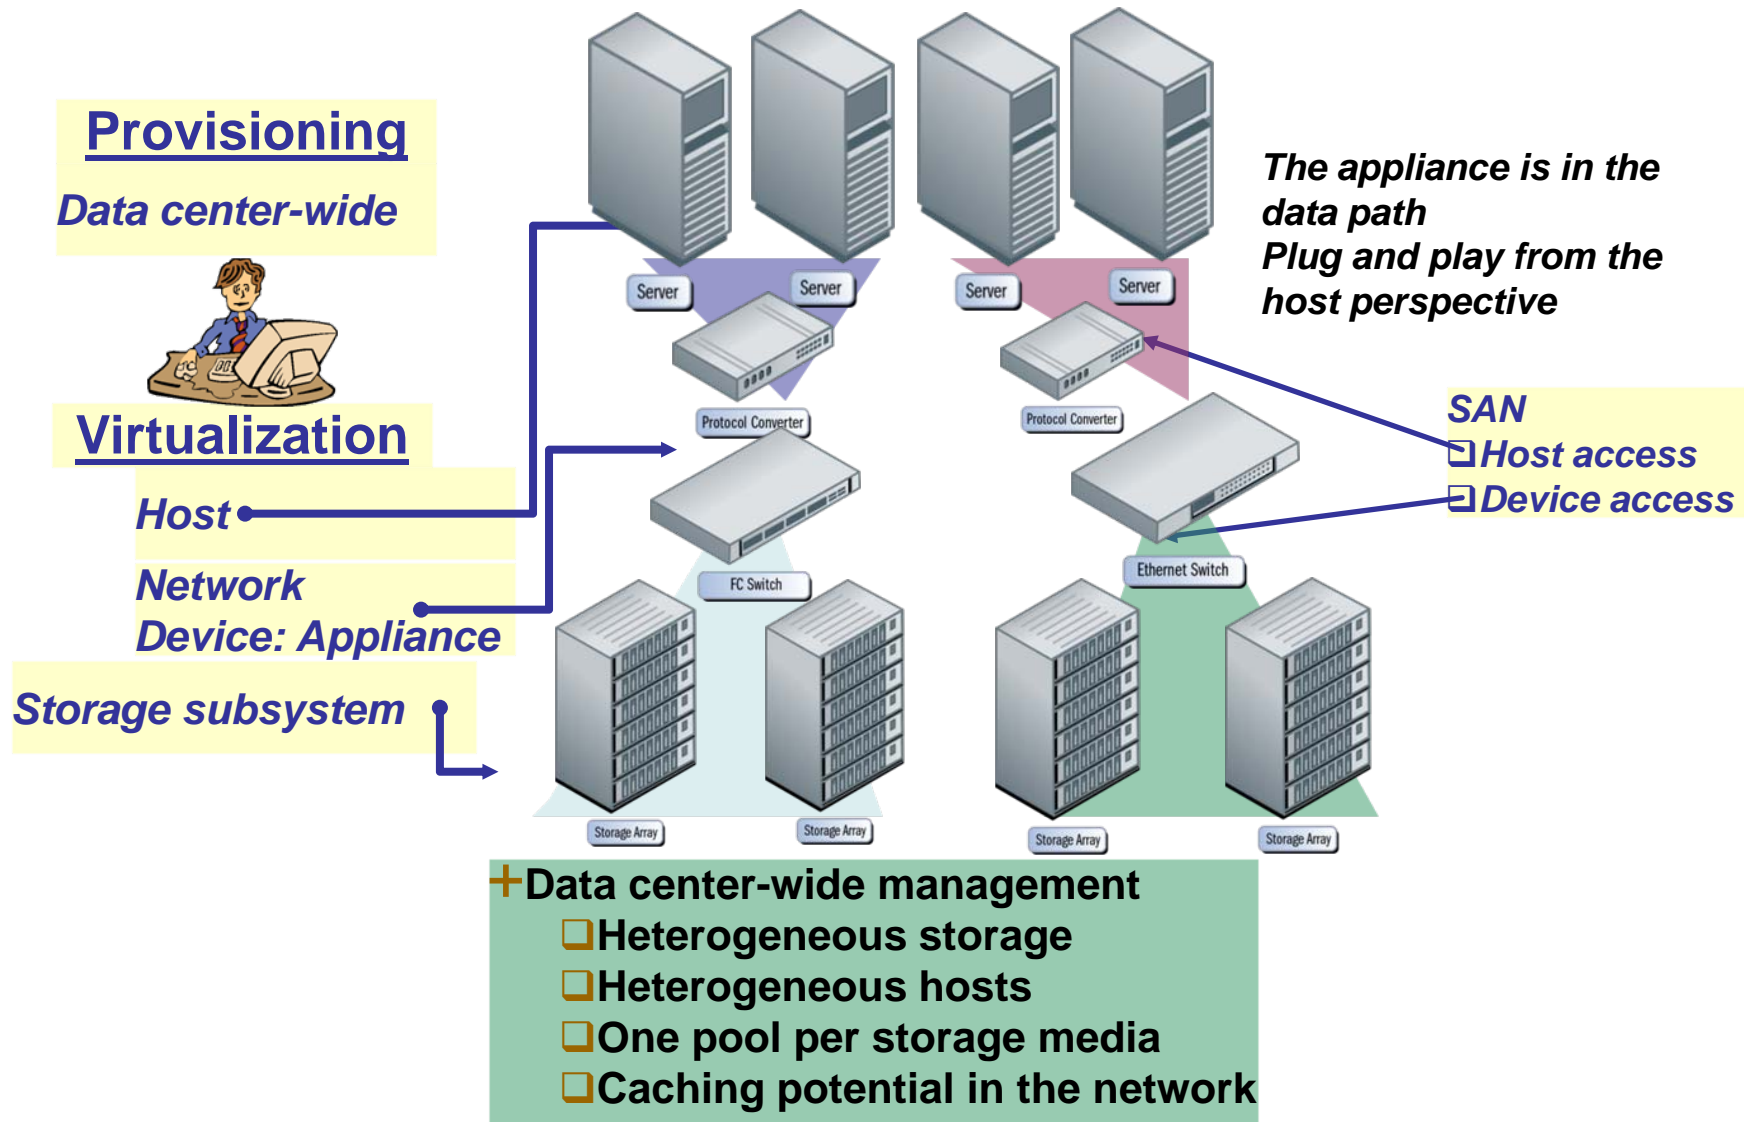 Provisioning
Data center-wide
Virtualization
Host
Network
Device: Appliance
Storage subsystem
Server
Server
Server
Server
Protocol Converter
Protocol Converter
FC Switch
Ethernet Switch
Storage Array
Storage Array
Storage Array
Storage Array
The appliance is in the
data path
Plug and play from the
host perspective
SAN
❑Host access
❑Device access
+Data center-wide management
❑Heterogeneous storage
❑Heterogeneous hosts
❑One pool per storage media
❑Caching potential in the network